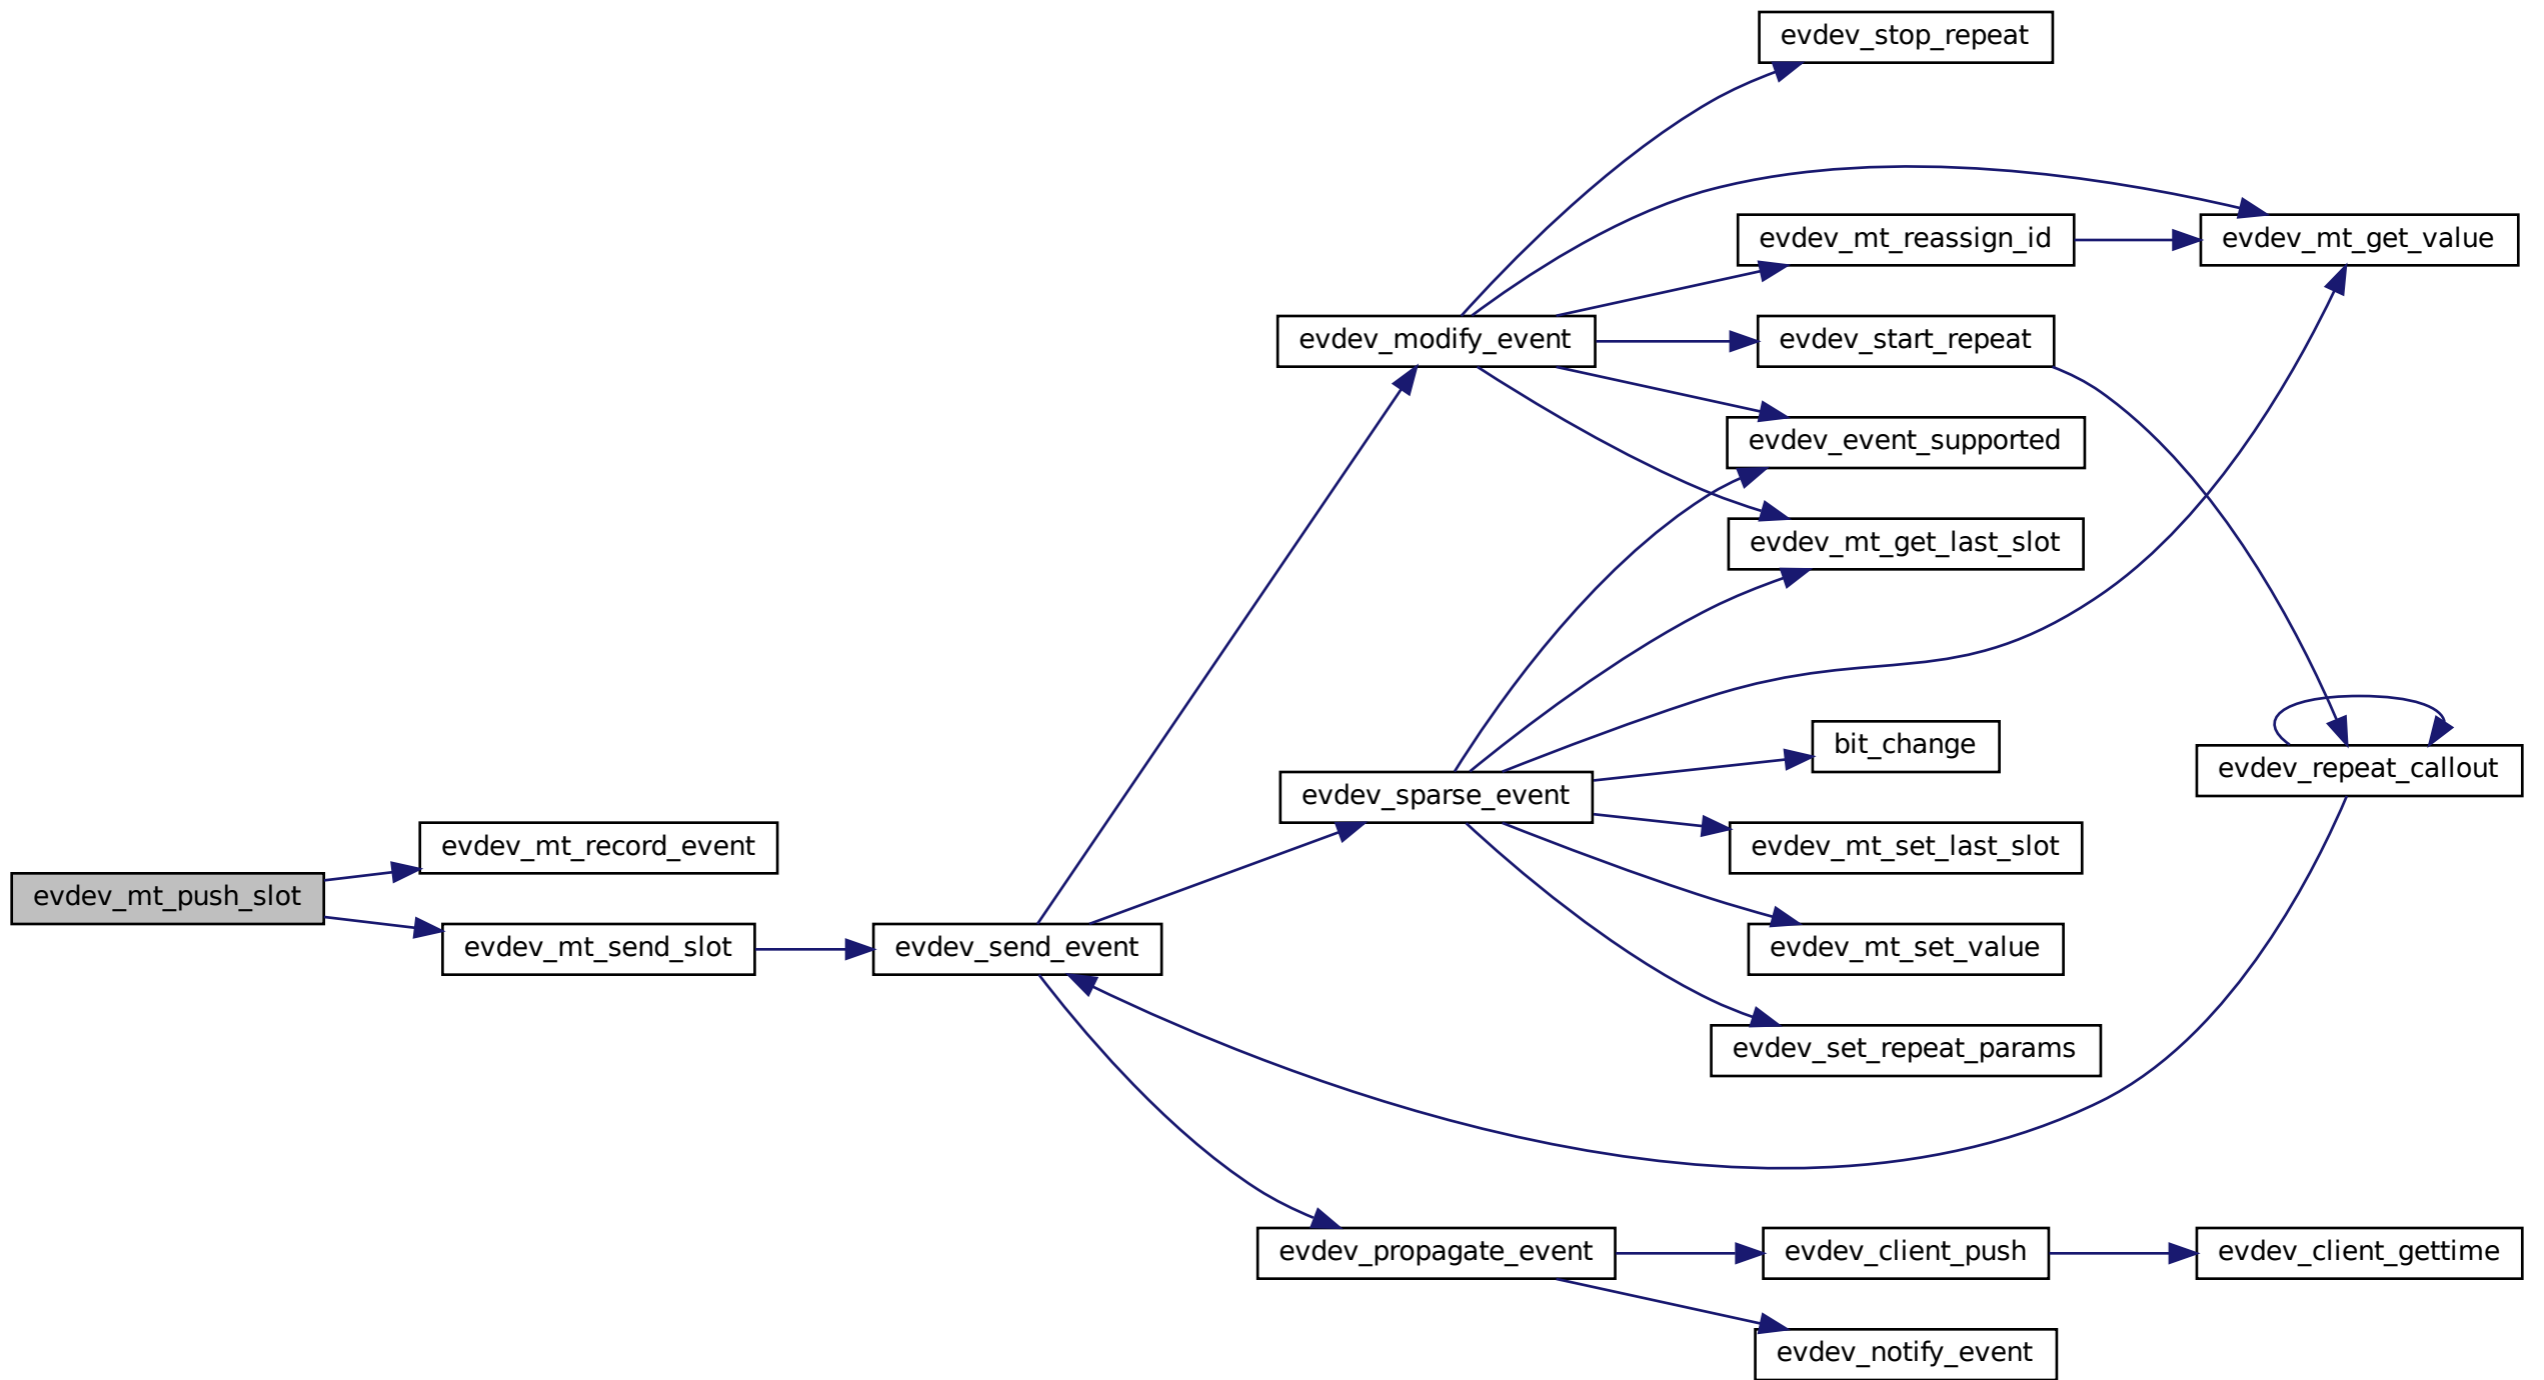 evdev_stop_repeat
evdev_mt_reassign_id
evdev_mt_get_value
evdev_modify_event
evdev_start_repeat
evdev_event_supported
evdev_mt_get_last_slot
bit_change
evdev_repeat_callout
evdev_sparse_event
evdev_mt_record_event
evdev_mt_set_last_slot
evdev_mt_push_slot
evdev_mt_send_slot
evdev_send_event
evdev_mt_set_value
evdev_set_repeat_params
evdev_propagate_event
evdev_client_push
evdev_client_gettime
evdev_notify_event